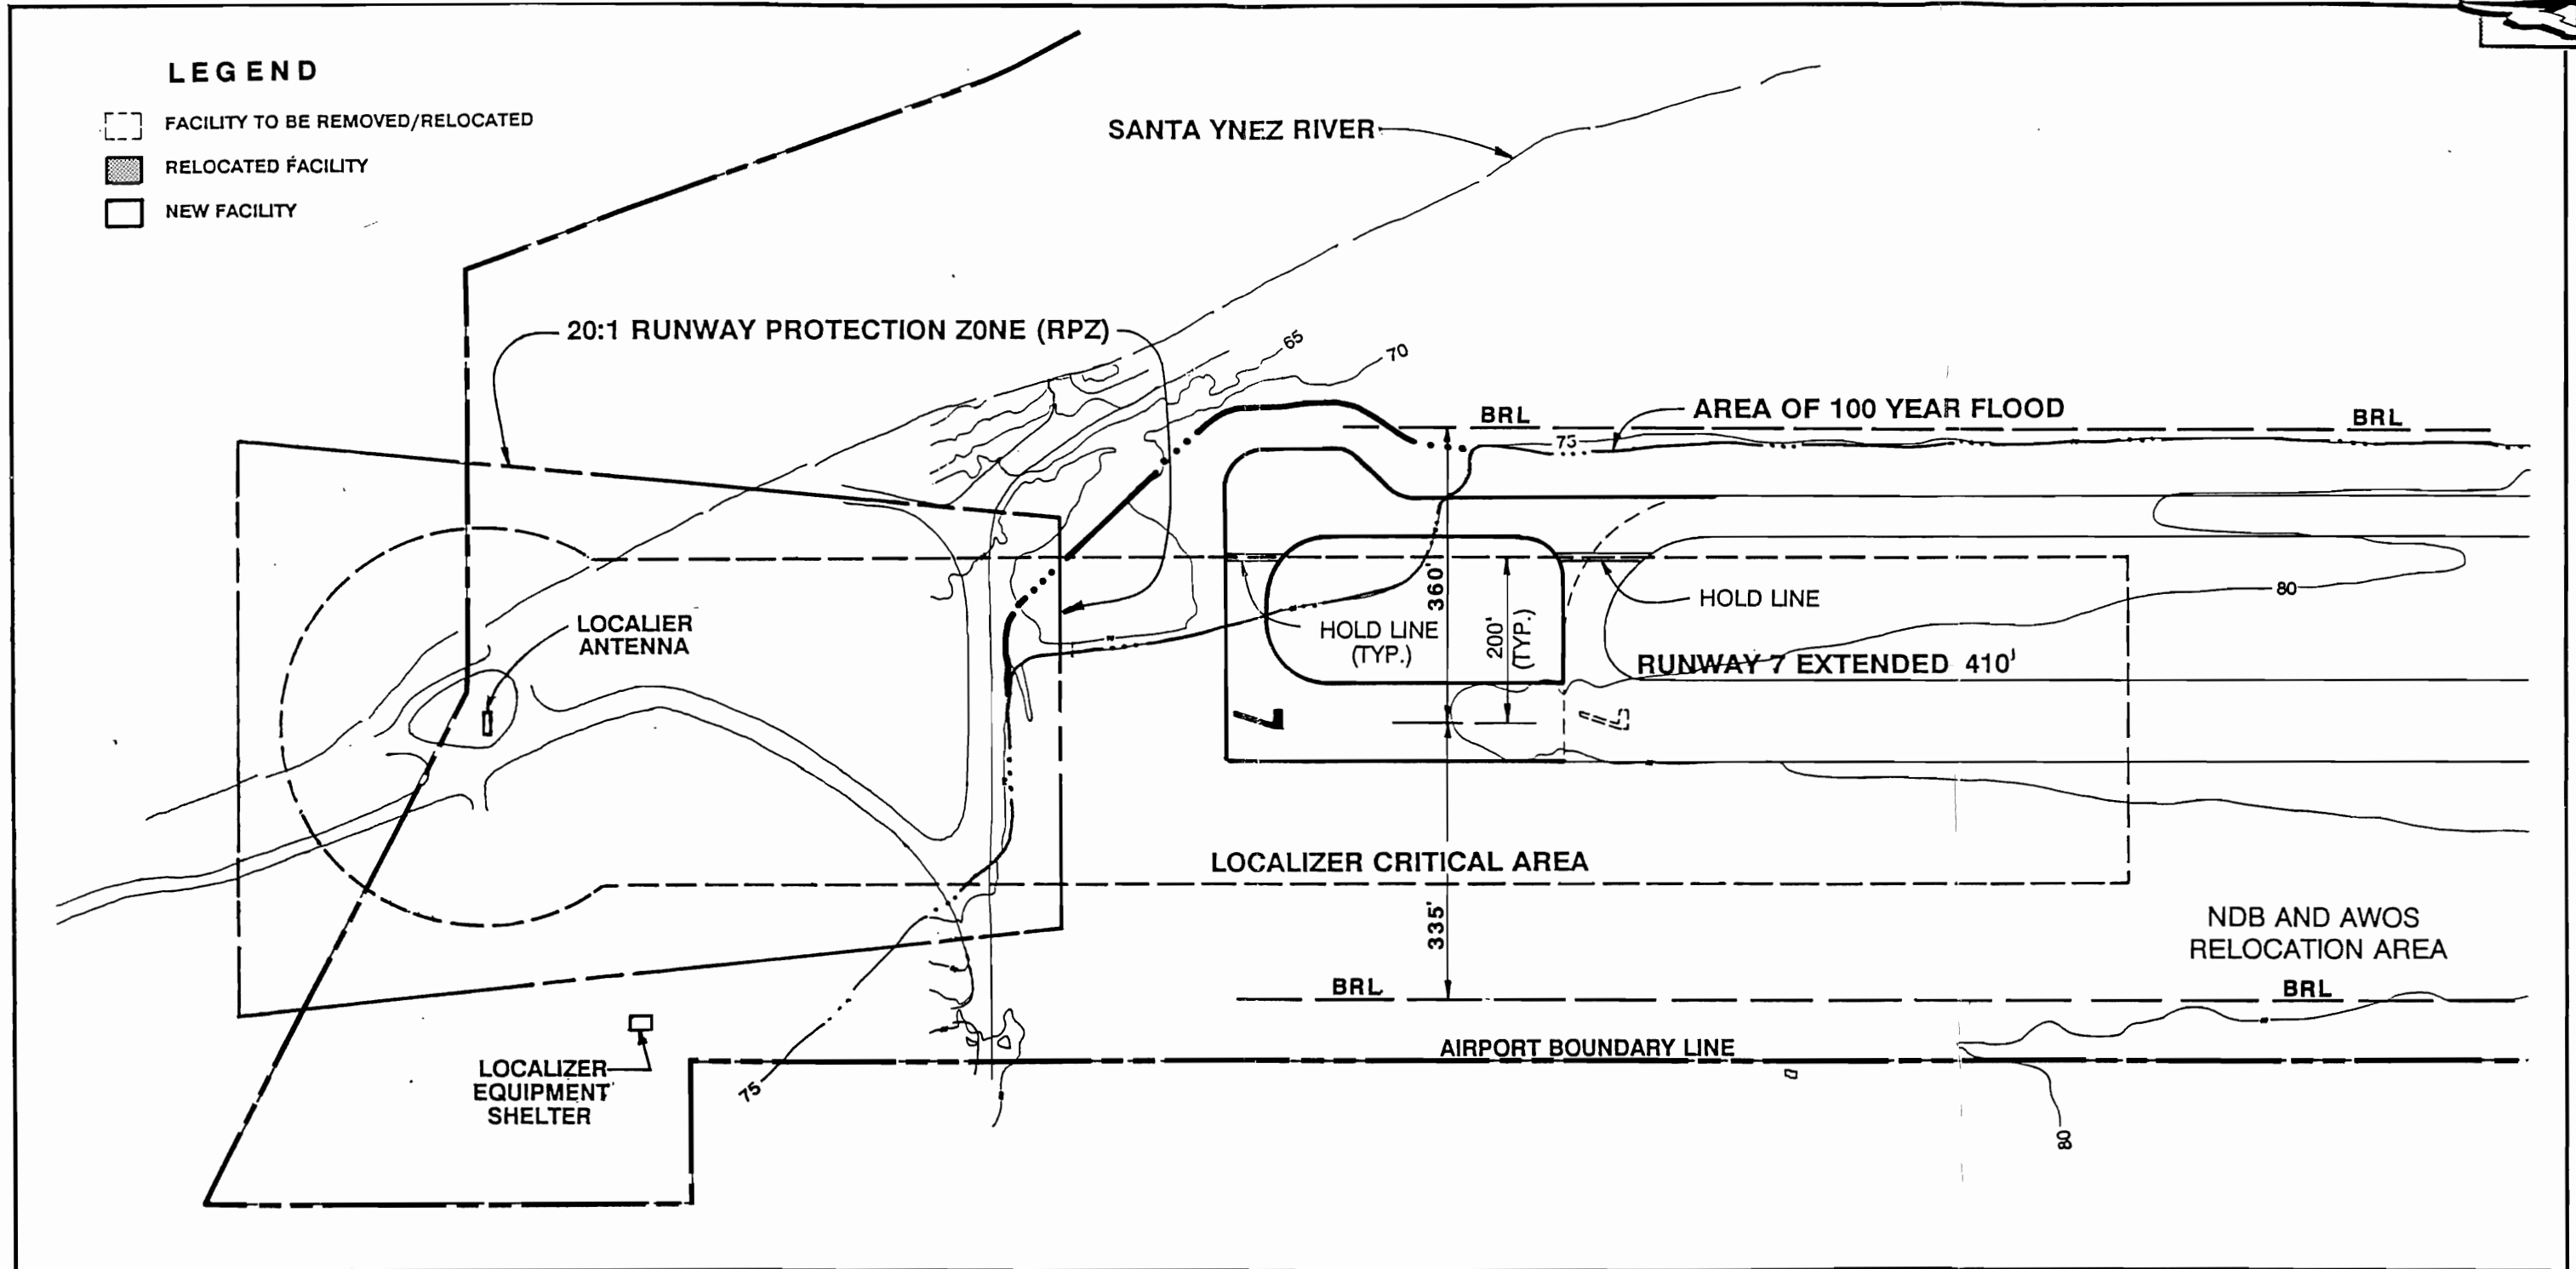 LEGEND
FACILITY TO BE REMOVED/RELOCATED
RELOCATED FACILITY
NEW FACILITY
SANTA YNEZ RIVER
20:1 RUNWAY PROTECTION ZONE (RPZ)
65
70
BRL
AREA OF 100 YEAR FLOOD
BRL
75
80
HOLD LINE
360'
200'
(TYP.)
HOLD LINE
(TYP.)
LOCALIER
ANTENNA
RUNWAY 7 EXTENDED 410'
7
7
LOCALIZER CRITICAL AREA
335'
NDB AND AWOS
RELOCATION AREA
BRL
BRL
AIRPORT BOUNDARY LINE
LOCALIZER
EQUIPMENT
SHELTER
75
80